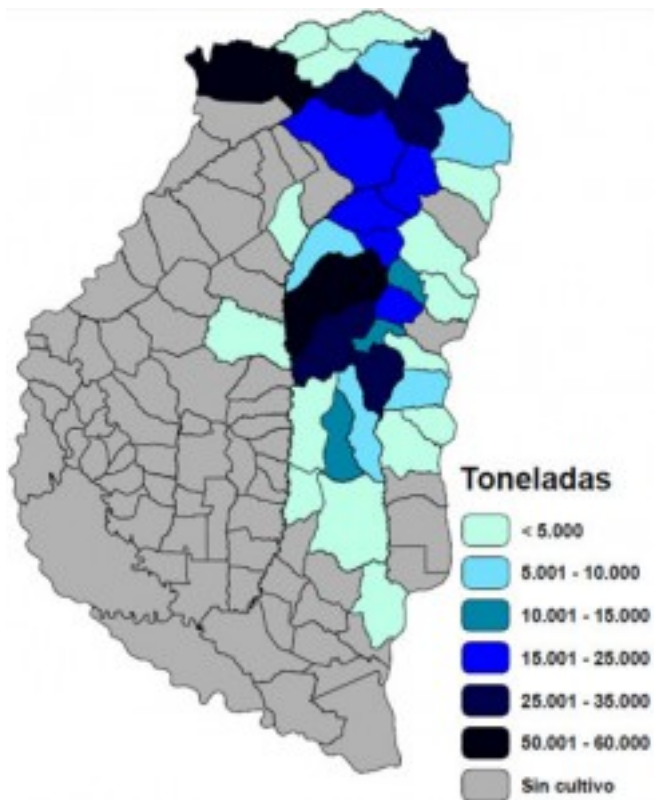 Toneladas
< 5.000
5.001 - 10.000
10.001 - 15.000
15.001 - 25.000
25.001 - 35.000
50.001 - 60.000
Sin cultivo